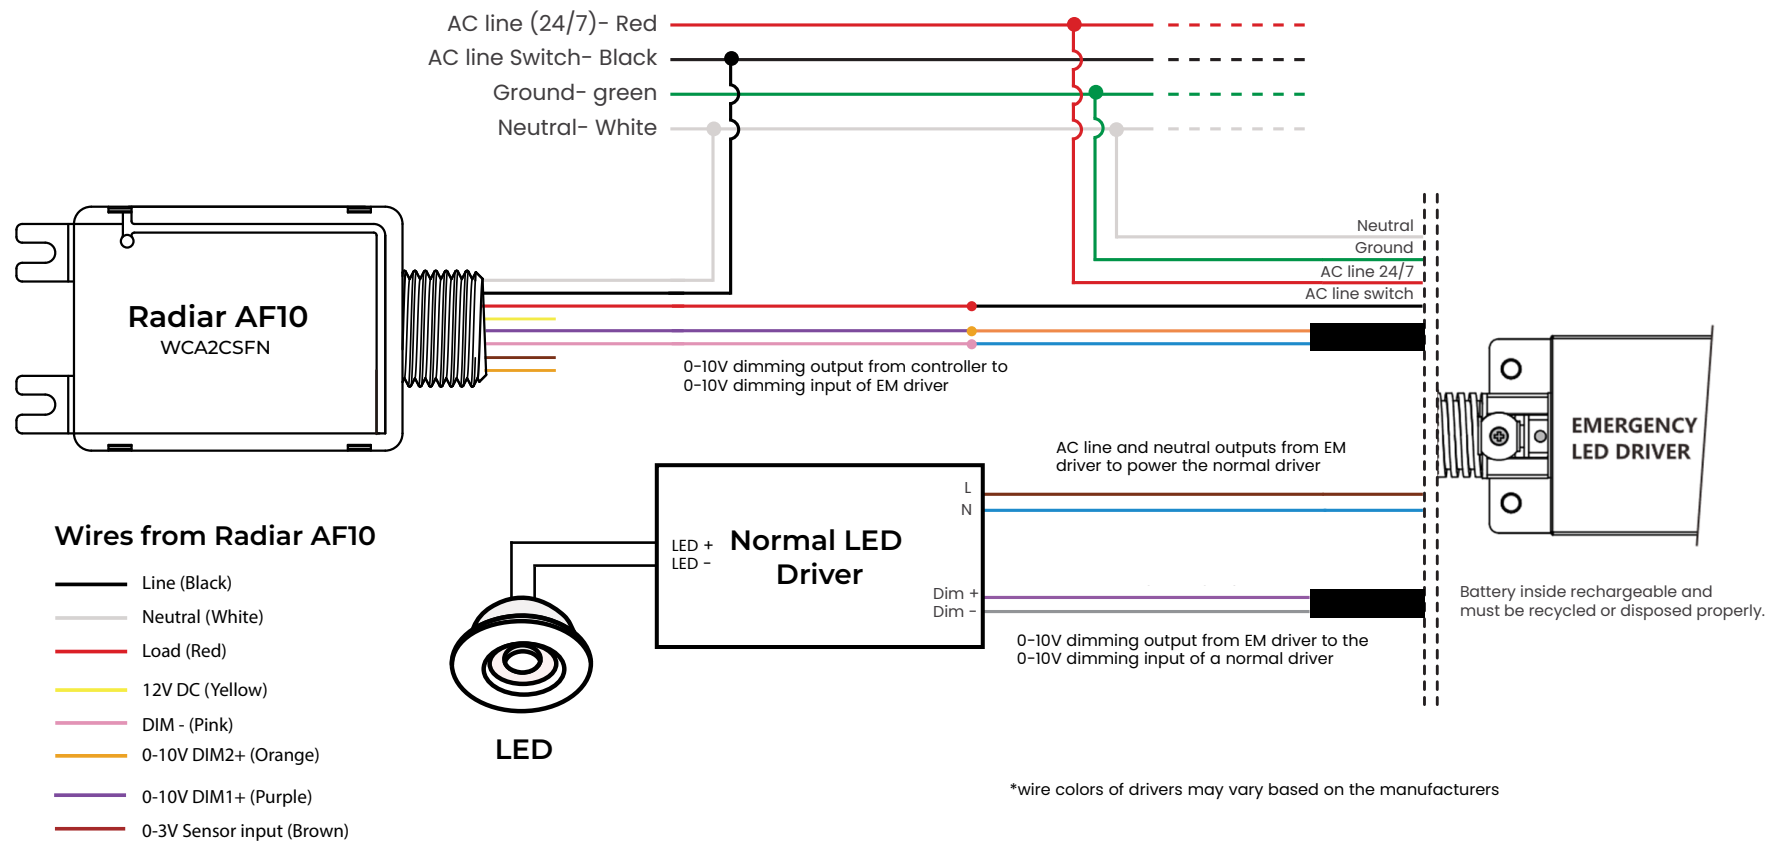 AC line (24/7)- Red
AC line Switch- Black
Ground- green
Neutral- White
Neutral
Ground
AC line 24/7
AC line switch
Radiar AF10
WCA2CSFN
0-10V dimming output from controller to
0-10V dimming input of EM driver
EMERGENCY
LED DRIVER
AC line and neutral outputs from EM
driver to power the normal driver
L
N
LED +
LED -
Normal LED
Driver
Dim +
Dim -
0-10V dimming output from EM driver to the
0-10V dimming input of a normal driver
Battery inside rechargeable and
must be recycled or disposed properly.
Wires from Radiar AF10
Line (Black)
Neutral (White)
Load (Red)
12V DC (Yellow)
DIM - (Pink)
0-10V DIM2+ (Orange)
0-10V DIM1+ (Purple)
0-3V Sensor input (Brown)
LED
*wire colors of drivers may vary based on the manufacturers